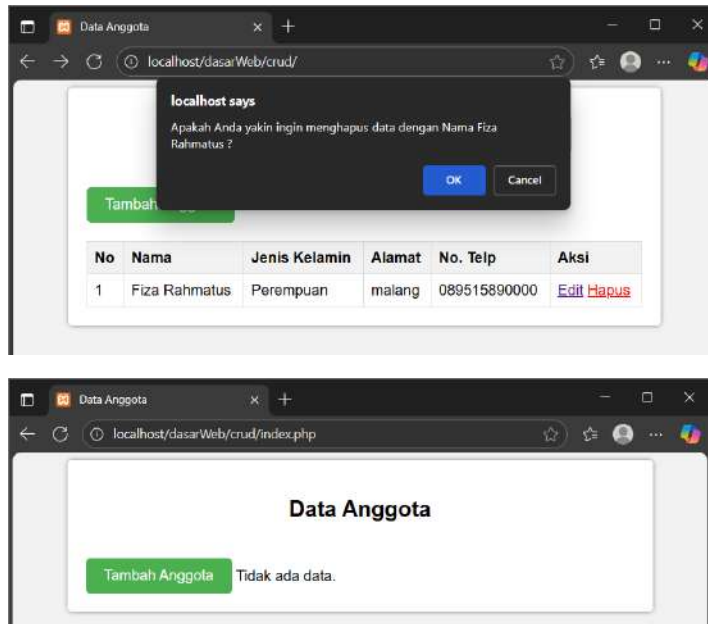 Data Anggota
localhost/dasarWeb/crud/
localhost says
Apakah Anda yakin ingin menghapus data dengan Nama Fiza
Rahmatus ?
OK Cancel
Tambah
No Nama Jenis Kelamin Alamat No. Telp Aksi
1 Fiza Rahmatus Perempuan malang 089515890000 Edit Hapus
Data Anggota
localhost/dasarWeb/crud/index.php
Data Anggota
Tambah Anggota Tidak ada data.